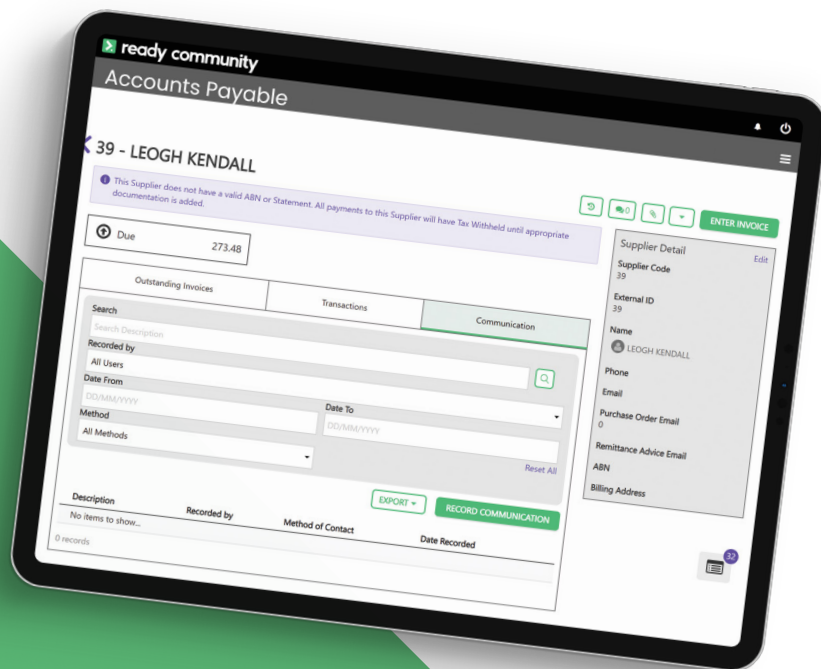 ready community
Accounts Payable
39 - LEOGH KENDALL
This Supplier does not have a valid ABN or Statement. All payments to this Supplier will have Tax Withheld until appropriate
documentation is added.
0
ENTER INVOICE
Due 273.48
Outstanding Invoices Transactions Communication
Search
Search Description
Recorded by
All Users
Date From Date To
DD/MM/YYYY DD/MM/YYYY
Method
All Methods
Reset All
EXPORT RECORD COMMUNICATION
Description Recorded by Method of Contact Date Recorded
No items to show...
0 records
Supplier Detail Edit
Supplier Code
39
External ID
39
Name
LEOGH KENDALL
Phone
Email
Purchase Order Email
0
Remittance Advice Email
ABN
Billing Address
32